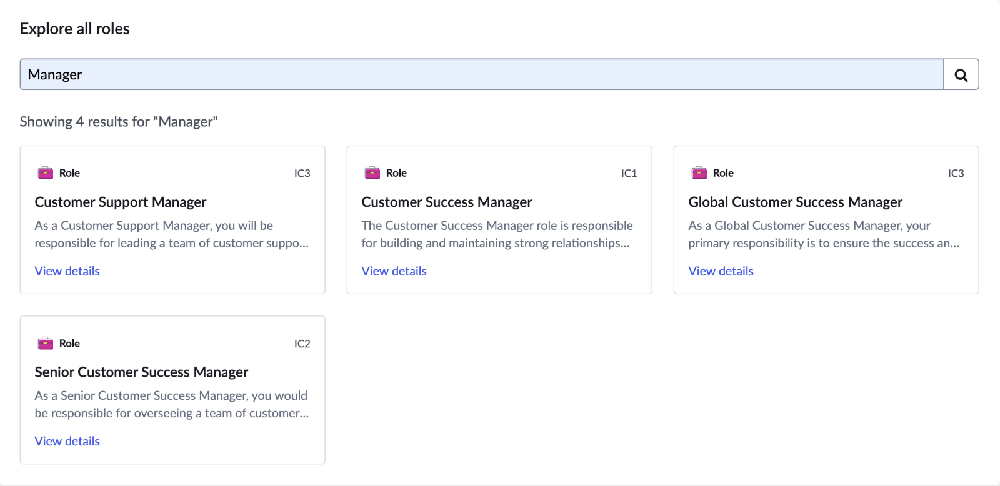 Explore all roles
Manager
Showing 4 results for "Manager"
Role IC3
Customer Support Manager
As a Customer Support Manager, you will be
responsible for leading a team of customer suppo...
View details
Role IC1
Customer Success Manager
The Customer Success Manager role is responsible
for building and maintaining strong relationships...
View details
Role IC3
Global Customer Success Manager
As a Global Customer Success Manager, your
primary responsibility is to ensure the success an...
View details
Role IC2
Senior Customer Success Manager
As a Senior Customer Success Manager, you would
be responsible for overseeing a team of customer...
View details